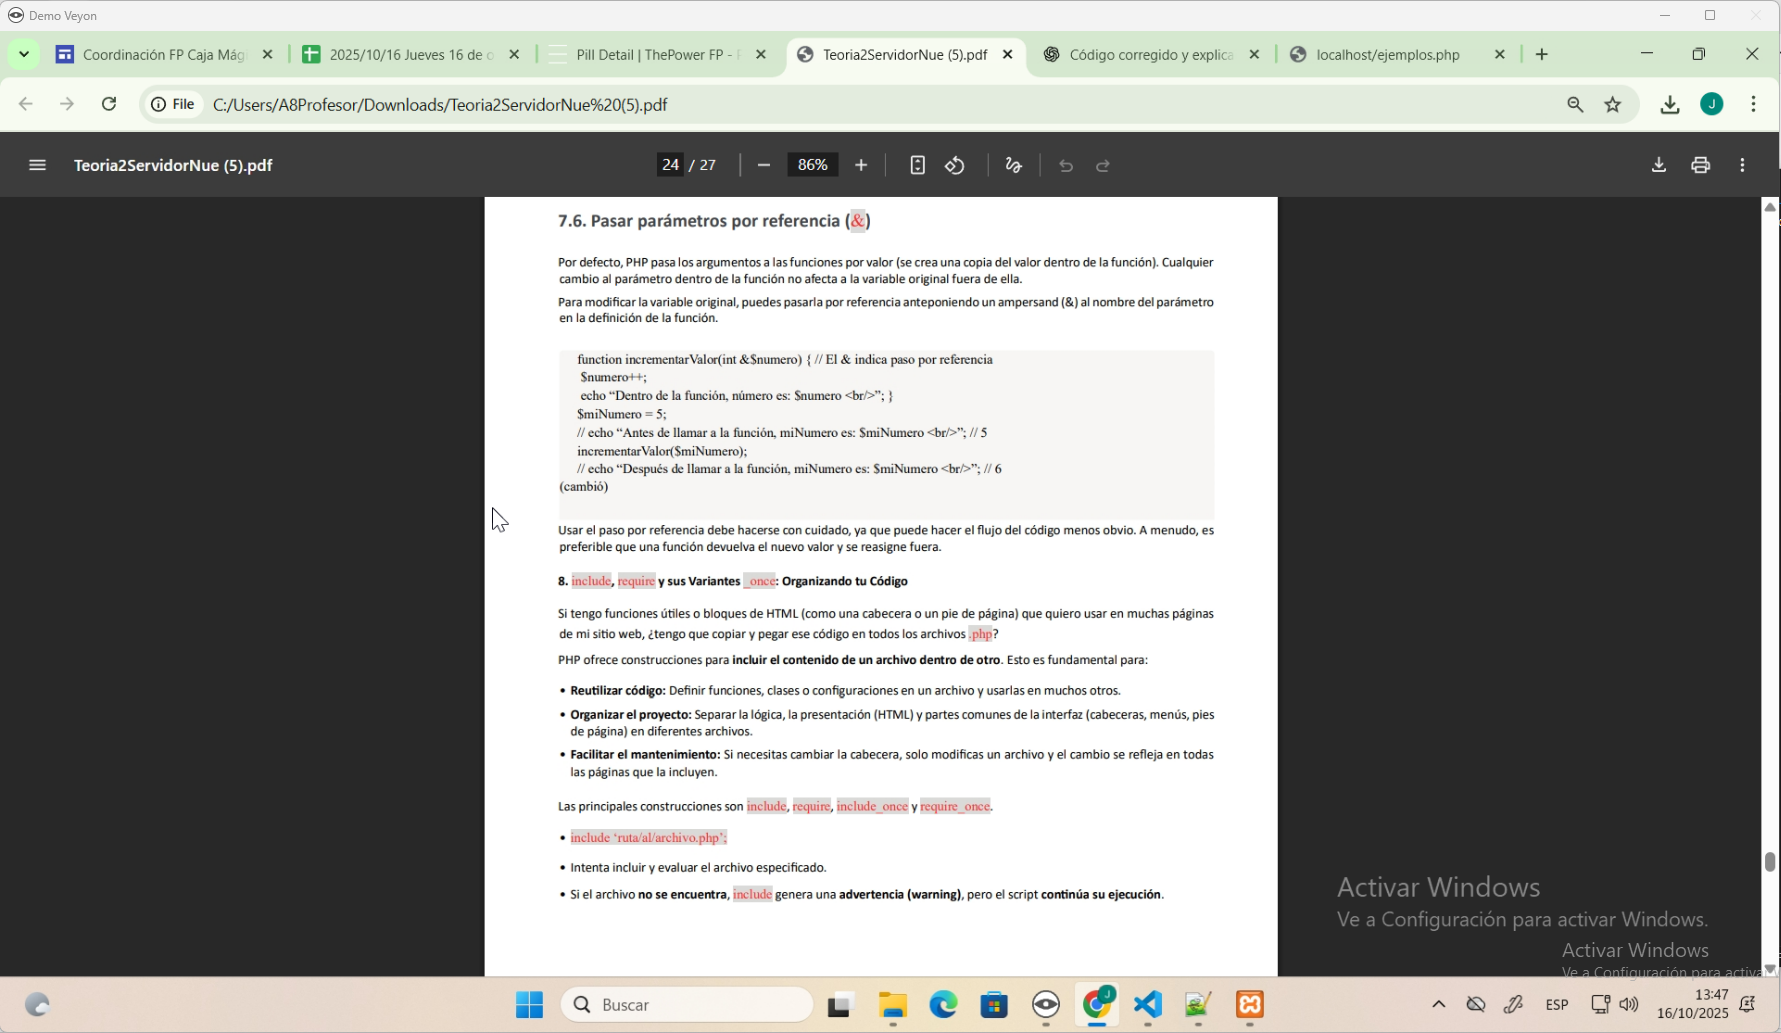 Demo Veyon
Coordinación FP Caja Mág
2025/10/16 Jueves 16 de o
Pill Detail | ThePower FP - F
Teoria2ServidorNue (5).pdf
Código corregido y explica
localhost/ejemplos.php
File
C:/Users/A8Profesor/Downloads/Teoria2ServidorNue%20(5).pdf
J
Teoria2ServidorNue (5).pdf
24 / 27
86%
7.6. Pasar parámetros por referencia (&)
Por defecto, PHP pasa los argumentos a las funciones por valor (se crea una copia del valor dentro de la función). Cualquier
cambio al parámetro dentro de la función no afecta a la variable original fuera de ella.
Para modificar la variable original, puedes pasarla por referencia anteponiendo un ampersand (&) al nombre del parámetro
en la definición de la función.
function incrementarValor(int &$numero) { // El & indica paso por referencia
$numero++;
echo “Dentro de la función, número es: $numero <br/>”; }
$miNumero = 5;
// echo “Antes de llamar a la función, miNumero es: $miNumero <br/>”; // 5
incrementarValor($miNumero);
// echo “Después de llamar a la función, miNumero es: $miNumero <br/>”; // 6
(cambió)
Usar el paso por referencia debe hacerse con cuidado, ya que puede hacer el flujo del código menos obvio. A menudo, es
preferible que una función devuelva el nuevo valor y se reasigne fuera.
8. include, require y sus Variantes _once: Organizando tu Código
Si tengo funciones útiles o bloques de HTML (como una cabecera o un pie de página) que quiero usar en muchas páginas
de mi sitio web, ¿tengo que copiar y pegar ese código en todos los archivos .php?
PHP ofrece construcciones para incluir el contenido de un archivo dentro de otro. Esto es fundamental para:
• Reutilizar código: Definir funciones, clases o configuraciones en un archivo y usarlas en muchos otros.
• Organizar el proyecto: Separar la lógica, la presentación (HTML) y partes comunes de la interfaz (cabeceras, menús, pies
de página) en diferentes archivos.
• Facilitar el mantenimiento: Si necesitas cambiar la cabecera, solo modificas un archivo y el cambio se refleja en todas
las páginas que la incluyen.
Las principales construcciones son include, require, include_once y require_once.
• include ‘ruta/al/archivo.php’;
• Intenta incluir y evaluar el archivo especificado.
• Si el archivo no se encuentra, include genera una advertencia (warning), pero el script continúa su ejecución.
Activar Windows
Ve a Configuración para activar Windows.
Activar Windows
Ve a Configuración para activa
Buscar
J
ESP
13:47
16/10/2025